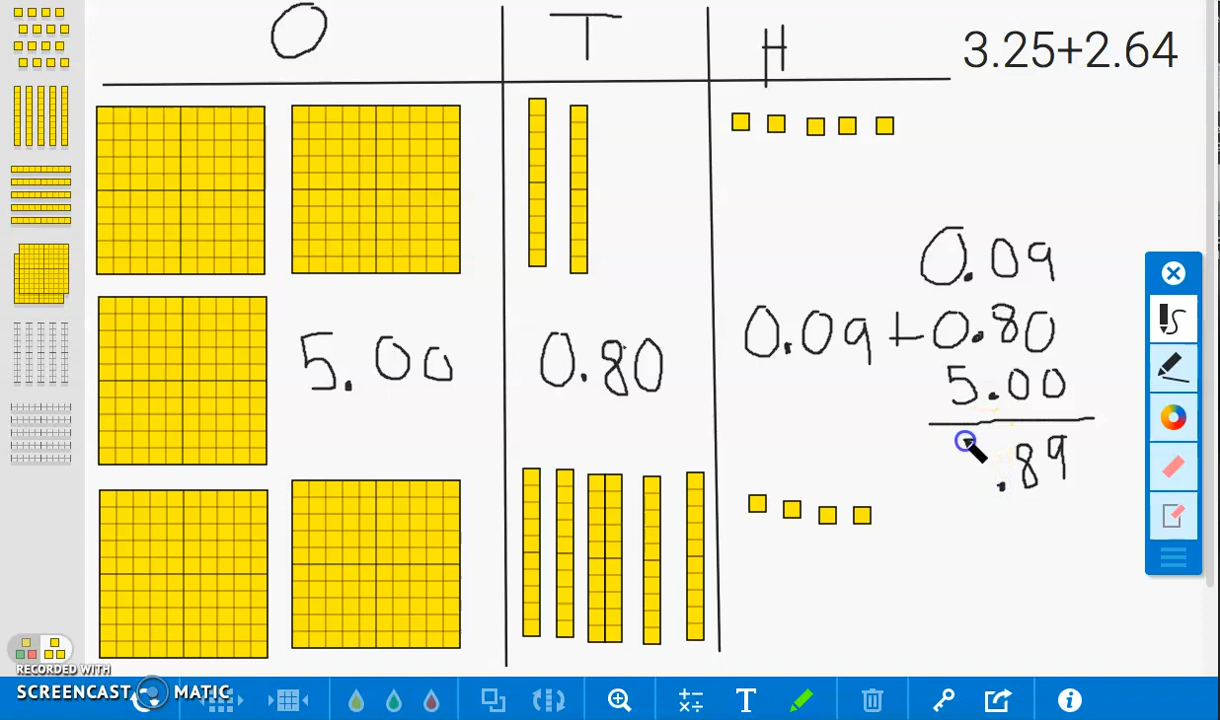 O T H
3.25+2.64
0.09
0.09+0.80
5.00 0.80
5.00
.89
RECORDED WITH
SCREENCAST MATIC
T